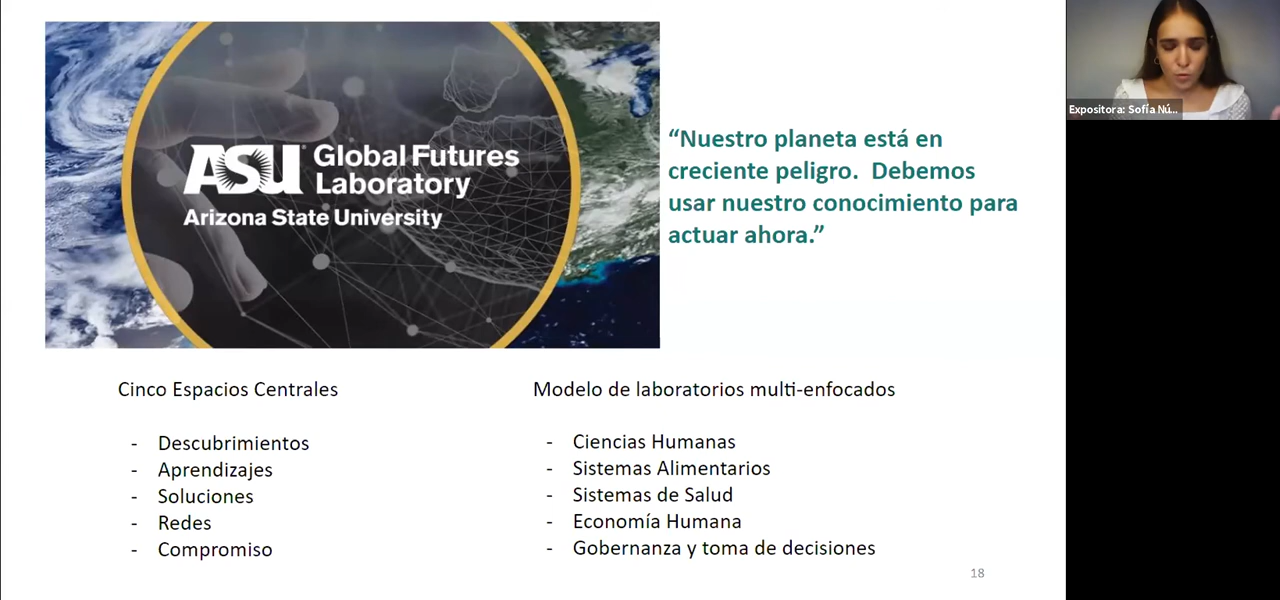 ASU Global Futures
Laboratory
Arizona State University
“Nuestro planeta está en
creciente peligro.  Debemos
usar nuestro conocimiento para
actuar ahora.”
Expositora: Sofía Nú...
Cinco Espacios Centrales
- Descubrimientos
- Aprendizajes
- Soluciones
- Redes
- Compromiso
Modelo de laboratorios multi-enfocados
- Ciencias Humanas
- Sistemas Alimentarios
- Sistemas de Salud
- Economía Humana
- Gobernanza y toma de decisiones
18